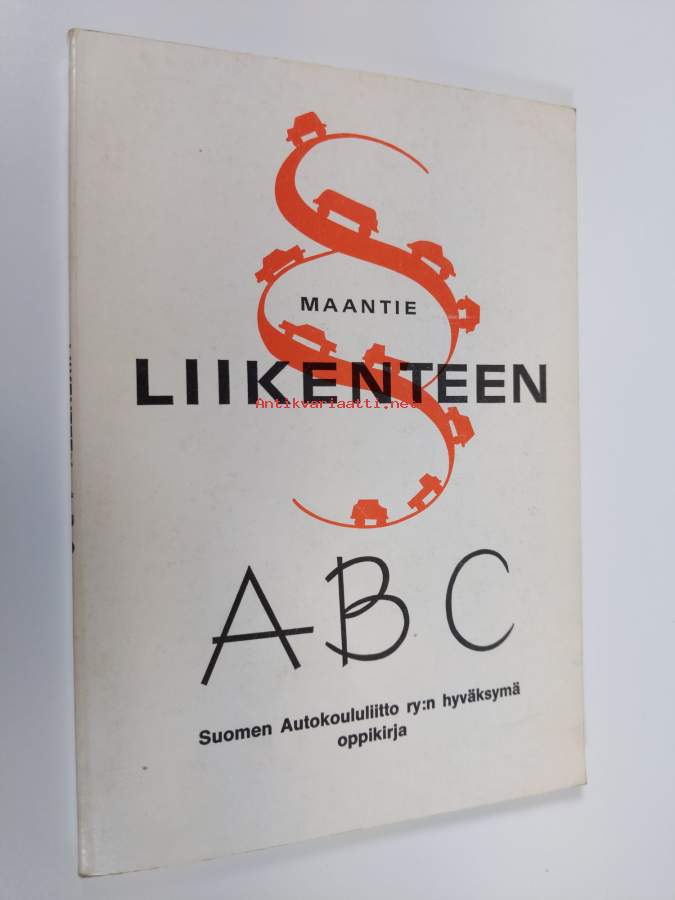 MAANTIE
LIIKENTEEN
Antikvariaatti.net
ABC
Suomen Autokoululiitto ry:n hyväksymä
oppikirja